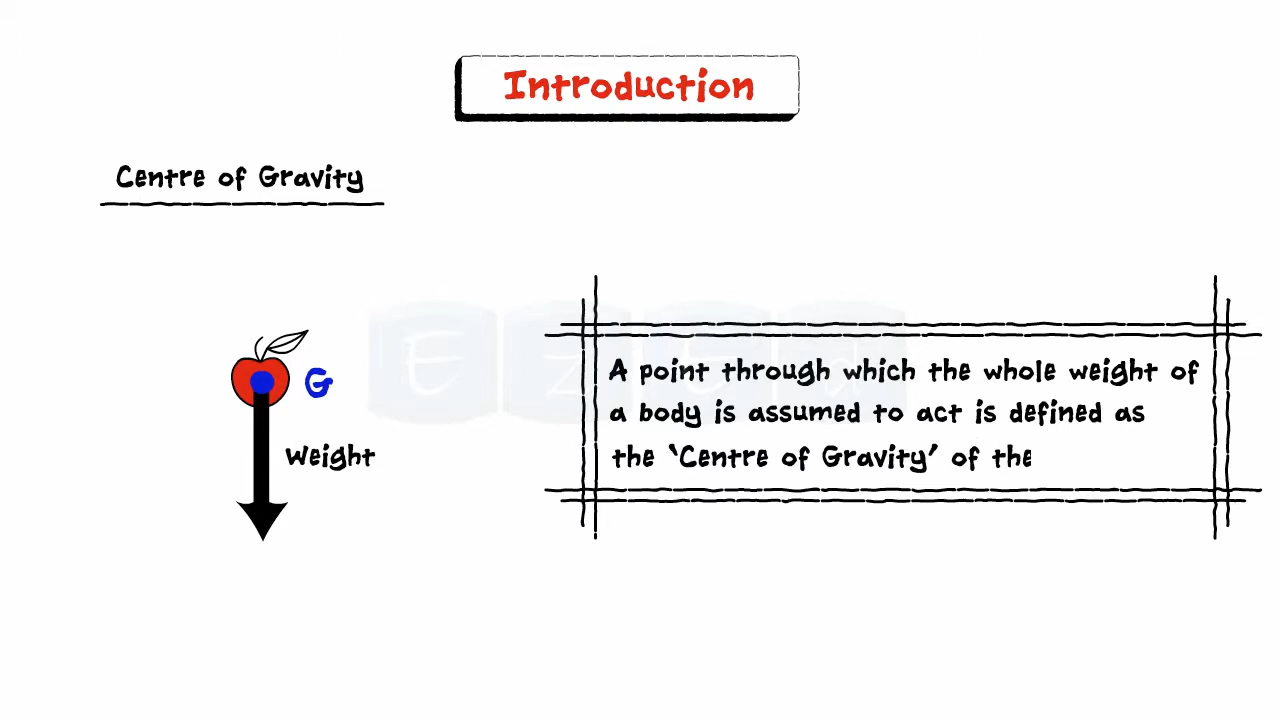 Introduction
Centre of Gravity
G
Weight
A point through which the whole weight of
a body is assumed to act is defined as
the ‘Centre of Gravity’ of the
EZEd